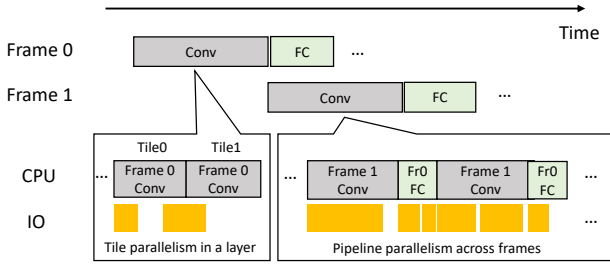 Time
Frame 0
Conv
FC
...
Frame 1
Conv
FC
...
Tile0
Tile1
CPU
...
Frame 0
Conv
Frame 0
Conv
...
Frame 1
Conv
Fr0
FC
Frame 1
Conv
Fr0
FC
...
IO
...
Tile parallelism in a layer
Pipeline parallelism across frames